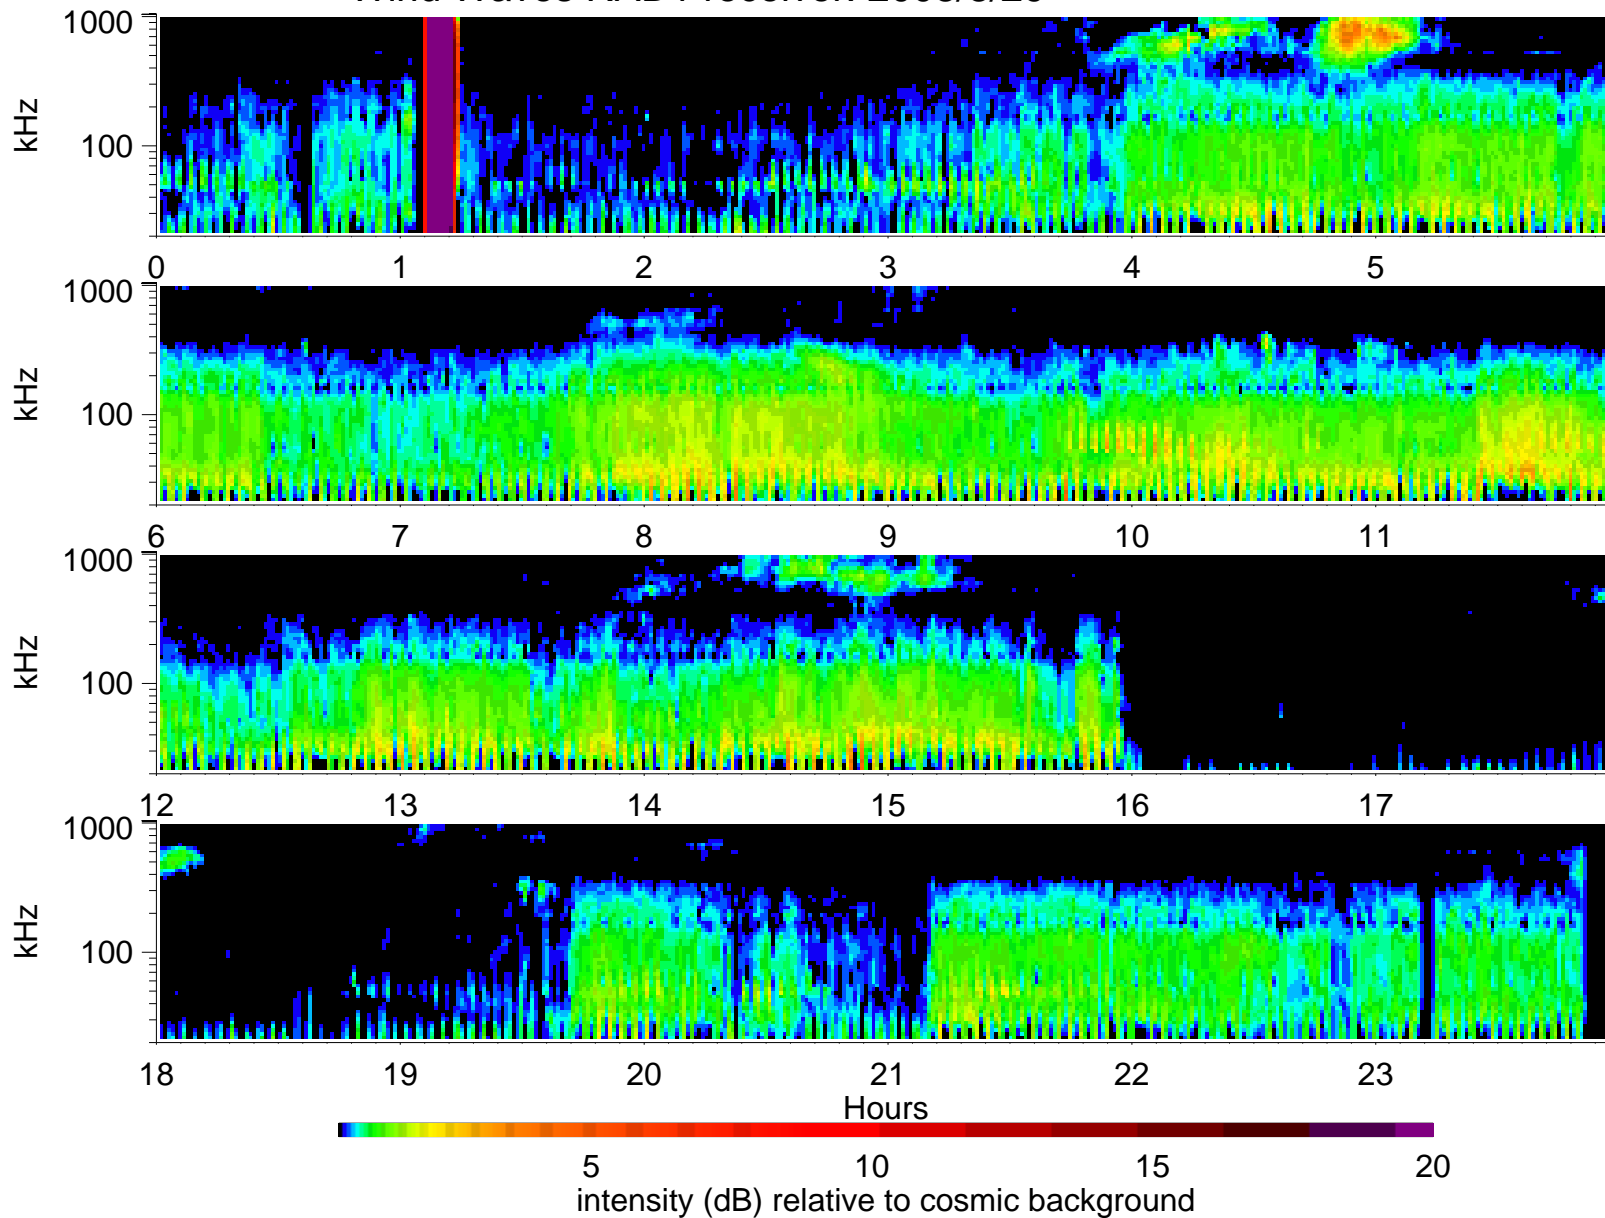 kHz 1000 100
0 1 2 3 4 5
kHz 1000 100
6 7 8 9 10 11
kHz 1000 100
12 13 14 15 16 17
kHz 1000 100
18 19 20 21 22 23
Hours
5 10 15 20
intensity (dB) relative to cosmic background